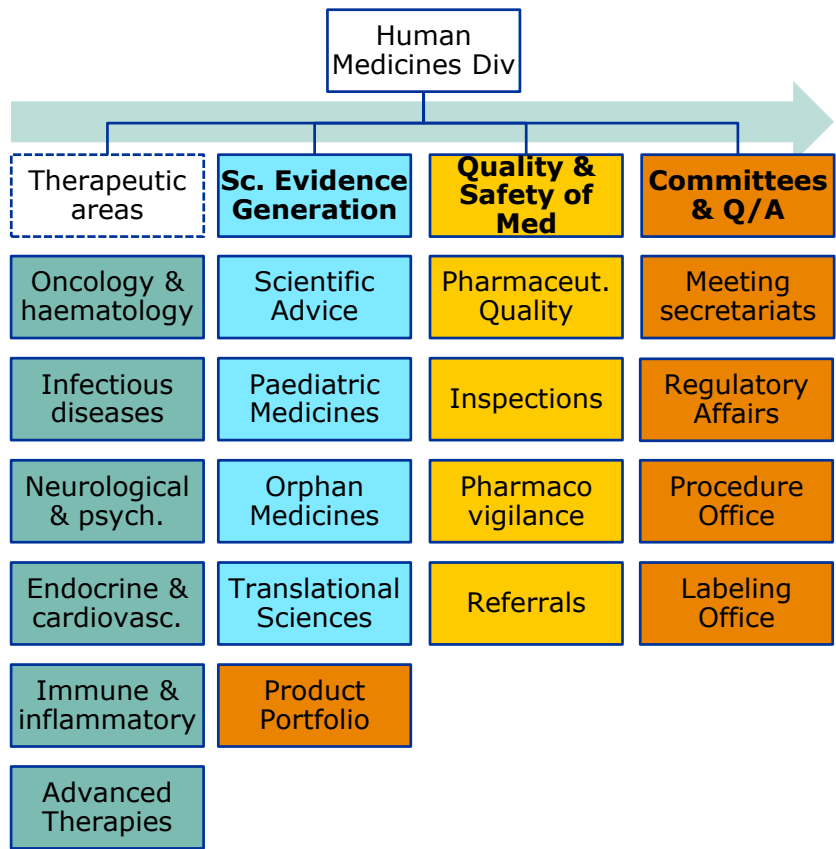 Human
Medicines Div
Therapeutic
areas
Sc. Evidence
Generation
Quality &
Safety of
Med
Committees
& Q/A
Oncology &
haematology
Scientific
Advice
Pharmaceut.
Quality
Meeting
secretariats
Infectious
diseases
Paediatric
Medicines
Inspections
Regulatory
Affairs
Neurological
& psych.
Orphan
Medicines
Pharmaco
vigilance
Procedure
Office
Endocrine &
cardiovasc.
Translational
Sciences
Referrals
Labeling
Office
Immune &
inflammatory
Product
Portfolio
Advanced
Therapies